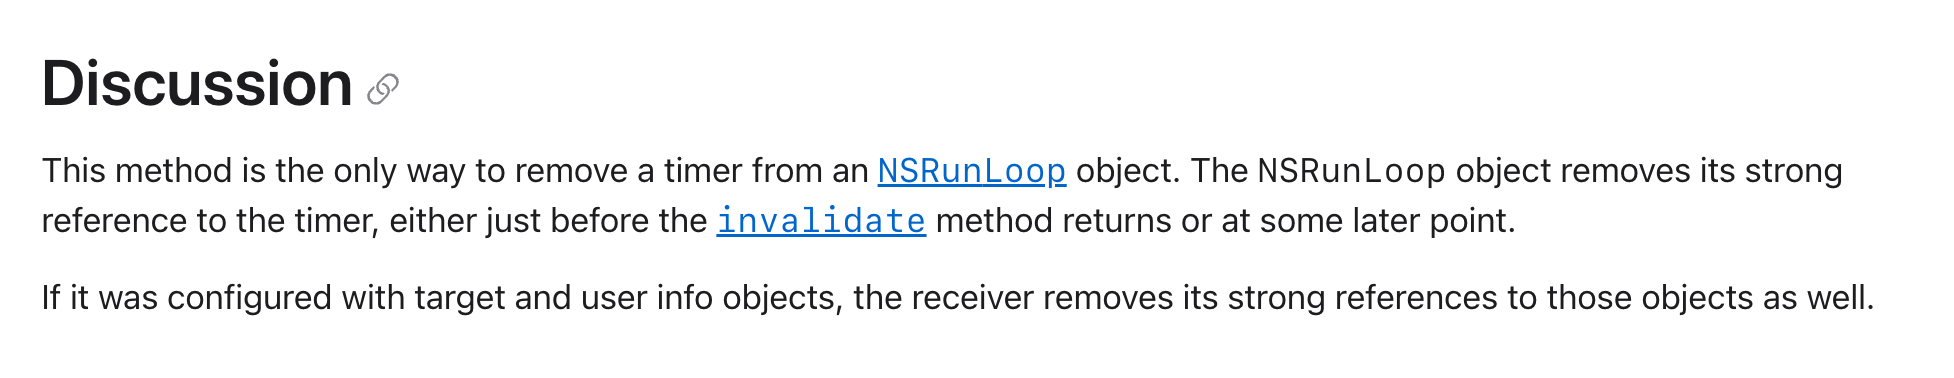 Discussion
This method is the only way to remove a timer from an NSRunLoop object. The NSRunLoop object removes its strong
reference to the timer, either just before the invalidate method returns or at some later point.
If it was configured with target and user info objects, the receiver removes its strong references to those objects as well.